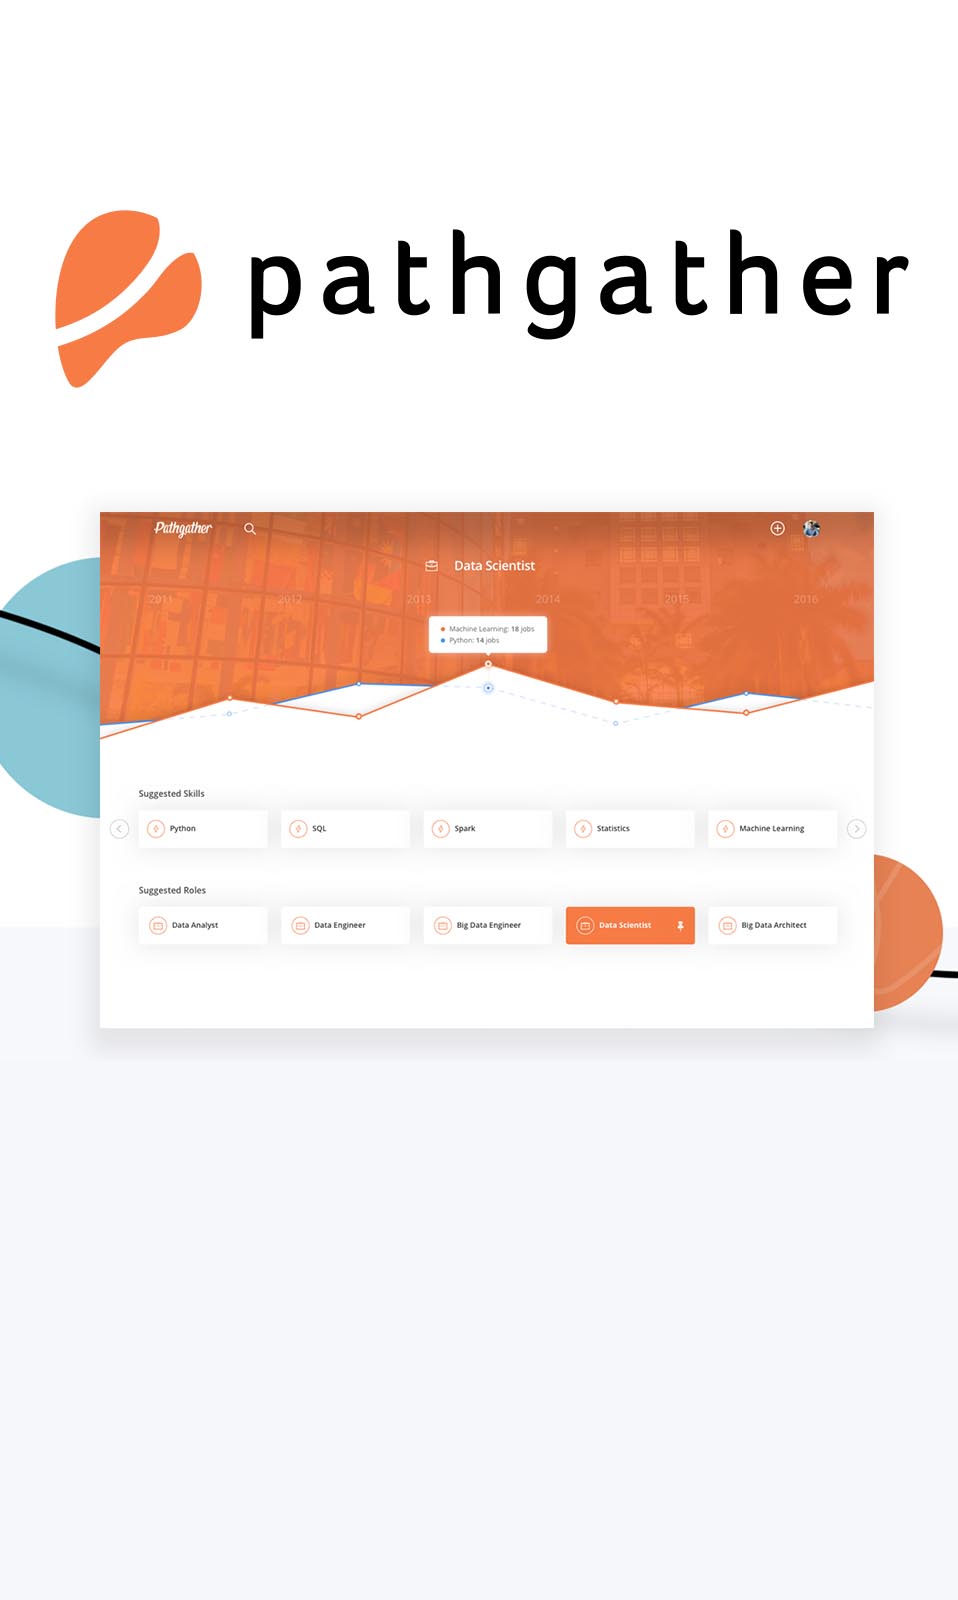 pathgather
Pathgather
Data Scientist
2011 2012 2013 2014 2015 2016
Machine Learning: 18 jobs
Python: 14 jobs
Suggested Skills
Python SQL Spark Statistics Machine Learning
Suggested Roles
Data Analyst Data Engineer Big Data Engineer Data Scientist Big Data Architect